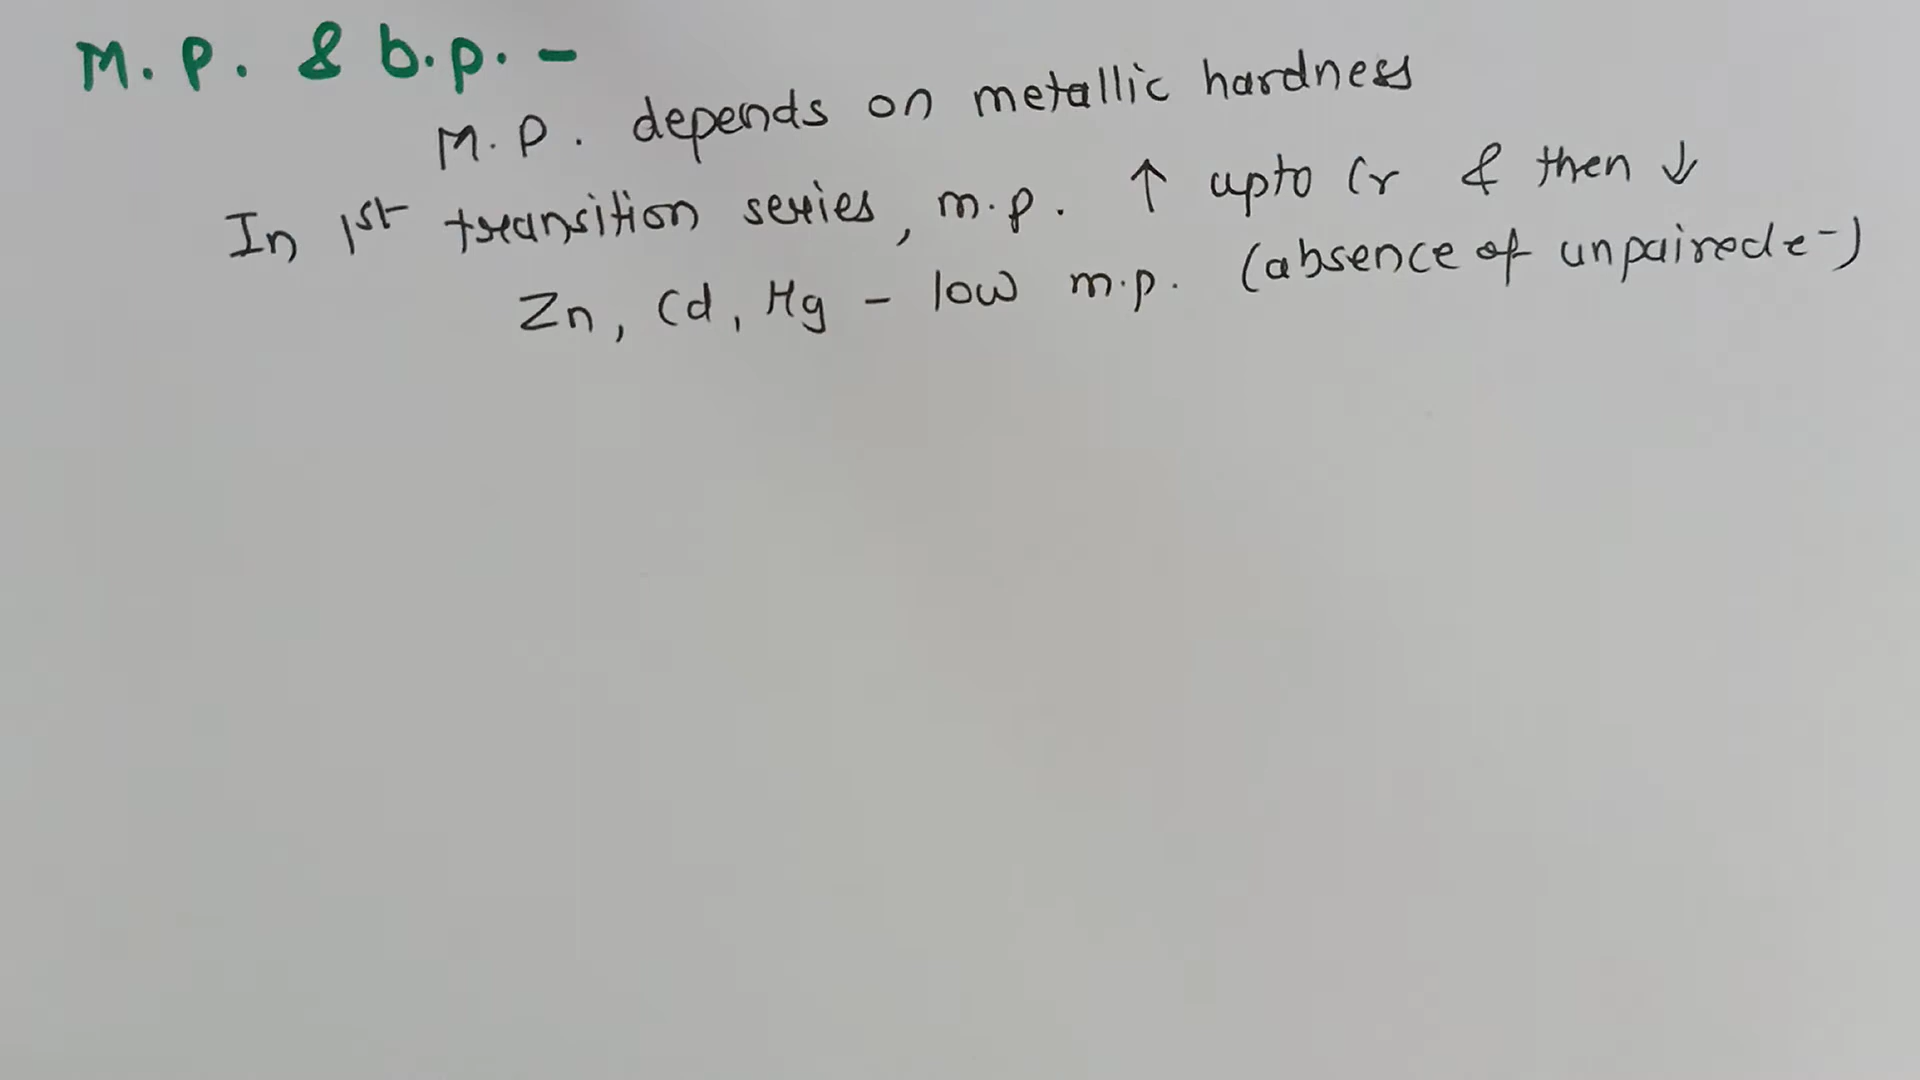 M.P. & b.p. -
M.P. depends on metallic hardness
In 1st transition series, m.p. ↑ upto Cr & then ↓
Zn, Cd, Hg - low m.p. (absence of unpaired e-)